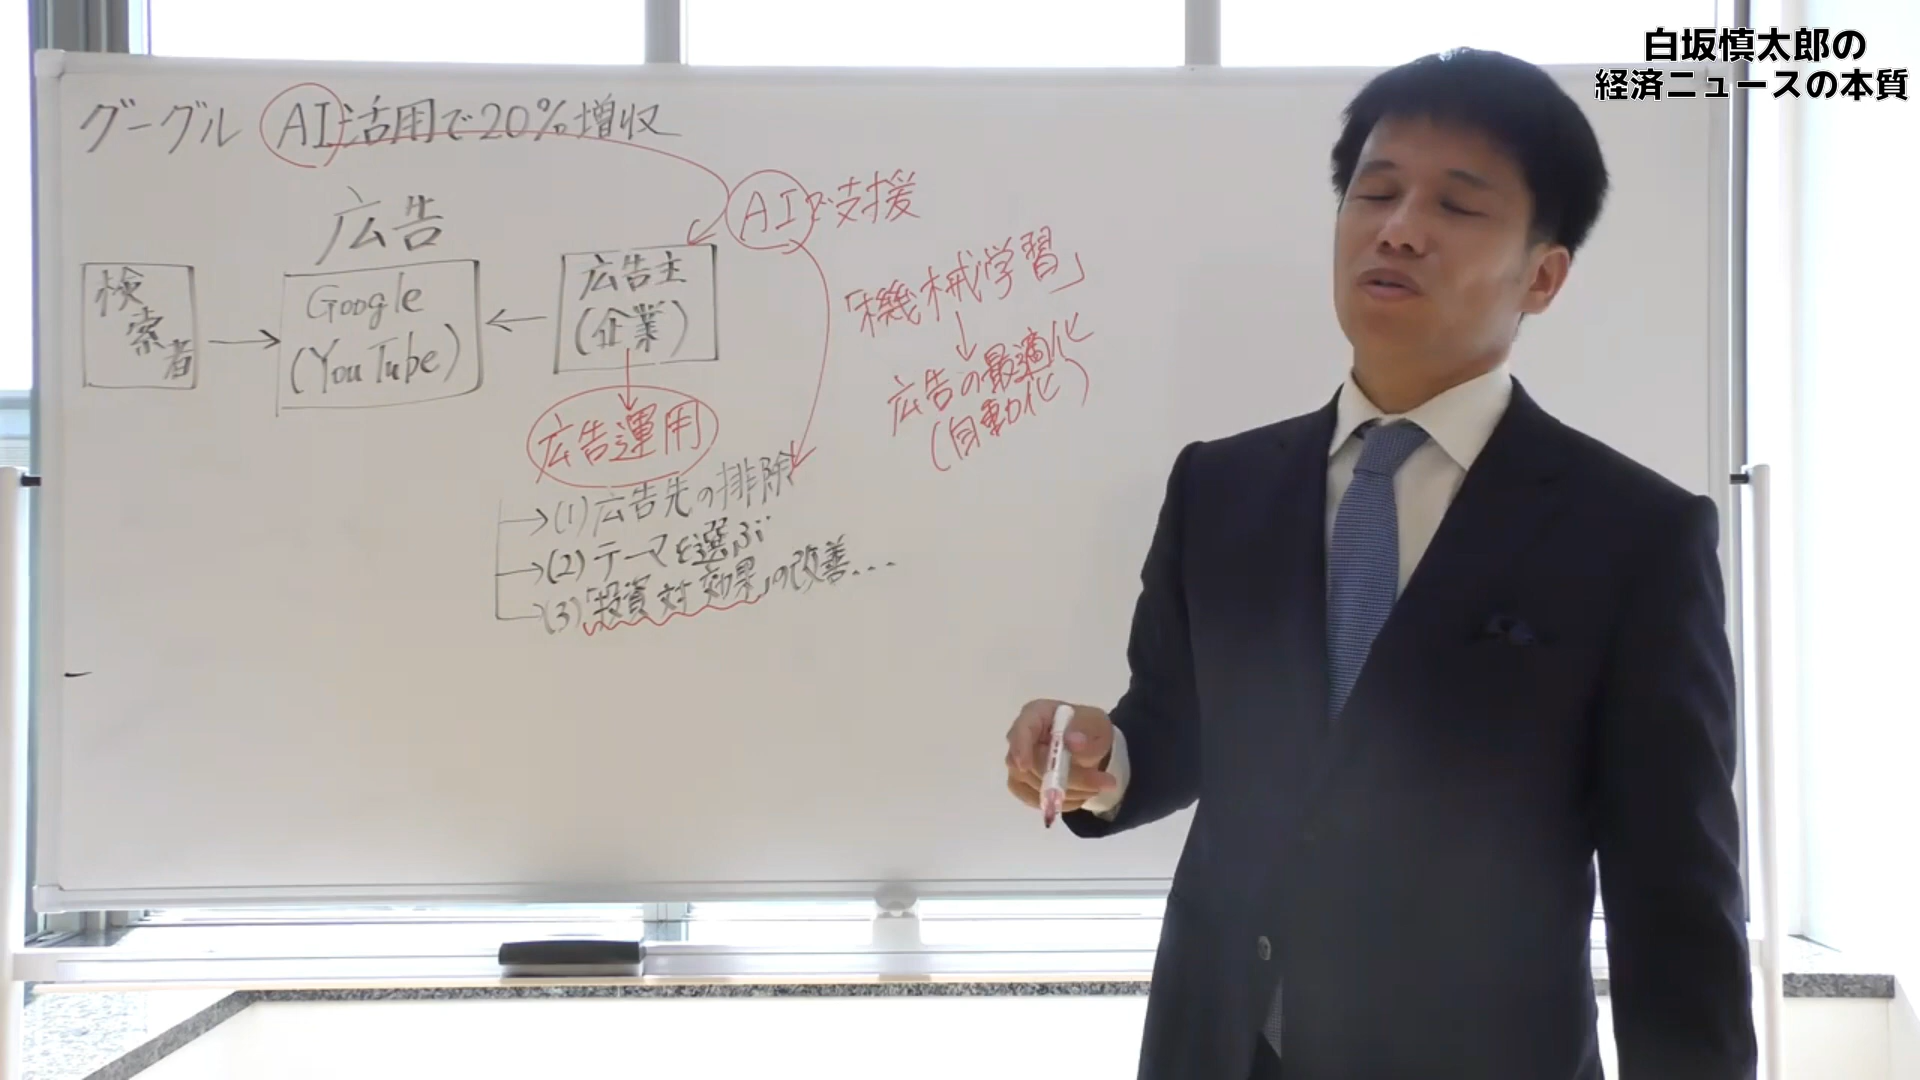 白坂慎太郎の
経済ニュースの本質
グーグル AI活用で20%増収
広告
検索者
Google
(YouTube)
広告主
(企業)
AIで支援
「機械学習」
広告の最適化
(自動化)
広告運用
(1)広告先の排除
(2)テーマを選ぶ
(3)「投資対効果」の改善...